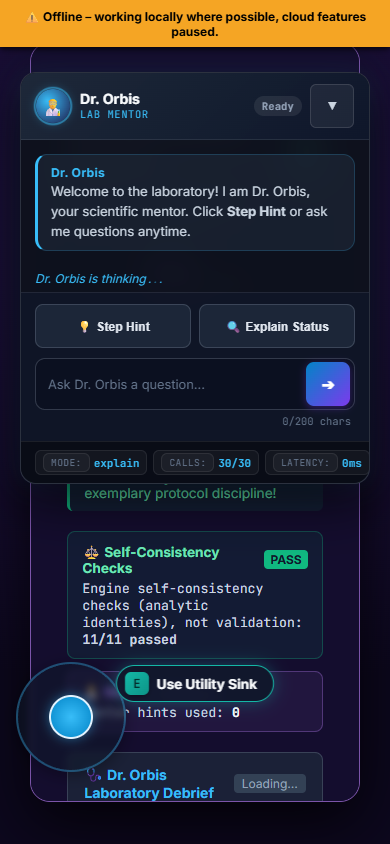 ⚠️ Offline – working locally where possible, cloud features
paused.
Dr. Orbis
LAB MENTOR
Ready
▼
Dr. Orbis
Welcome to the laboratory! I am Dr. Orbis,
your scientific mentor. Click Step Hint or ask
me questions anytime.
Dr. Orbis is thinking...
💡 Step Hint
🔍 Explain Status
Ask Dr. Orbis a question...
➔
0/200 chars
MODE: explain
CALLS: 30/30
LATENCY: 0ms
exemplary protocol discipline!
⚖️ Self-Consistency
Checks
PASS
Engine self-consistency
checks (analytic
identities), not validation:
11/11 passed
E Use Utility Sink
hints used: 0
🩺 Dr. Orbis
Laboratory Debrief
Loading...